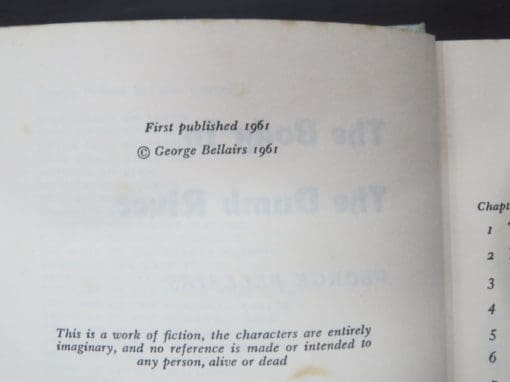 First published 1961
© George Bellairs 1961
This is a work of fiction, the characters are entirely
imaginary, and no reference is made or intended to
any person, alive or dead
Chapt
1
2
3
4
5
6